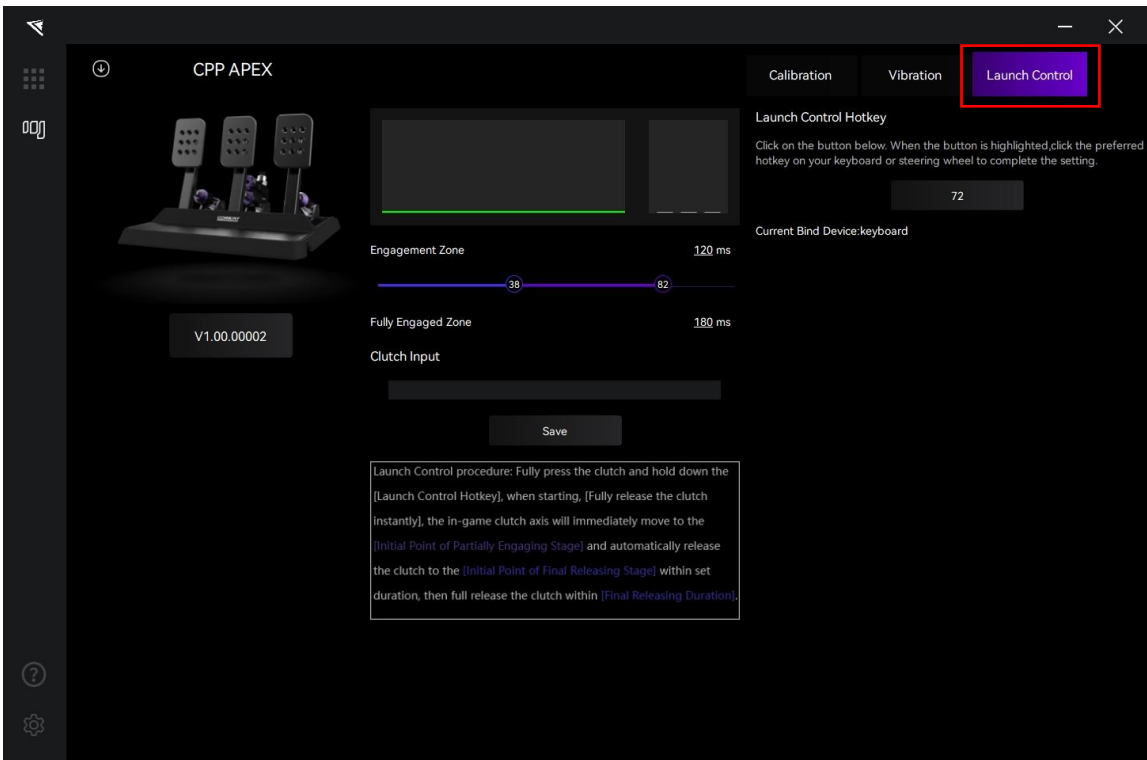 CPP APEX
Calibration
Vibration
Launch Control
Launch Control Hotkey
Click on the button below. When the button is highlighted,click the preferred
hotkey on your keyboard or steering wheel to complete the setting.
72
Current Bind Device:keyboard
Engagement Zone
120 ms
38
82
Fully Engaged Zone
180 ms
V1.00.00002
Clutch Input
Save
Launch Control procedure: Fully press the clutch and hold down the
[Launch Control Hotkey], when starting, [Fully release the clutch
instantly], the in-game clutch axis will immediately move to the
[Initial Point of Partially Engaging Stage] and automatically release
the clutch to the [Initial Point of Final Releasing Stage] within set
duration, then full release the clutch within [Final Releasing Duration].